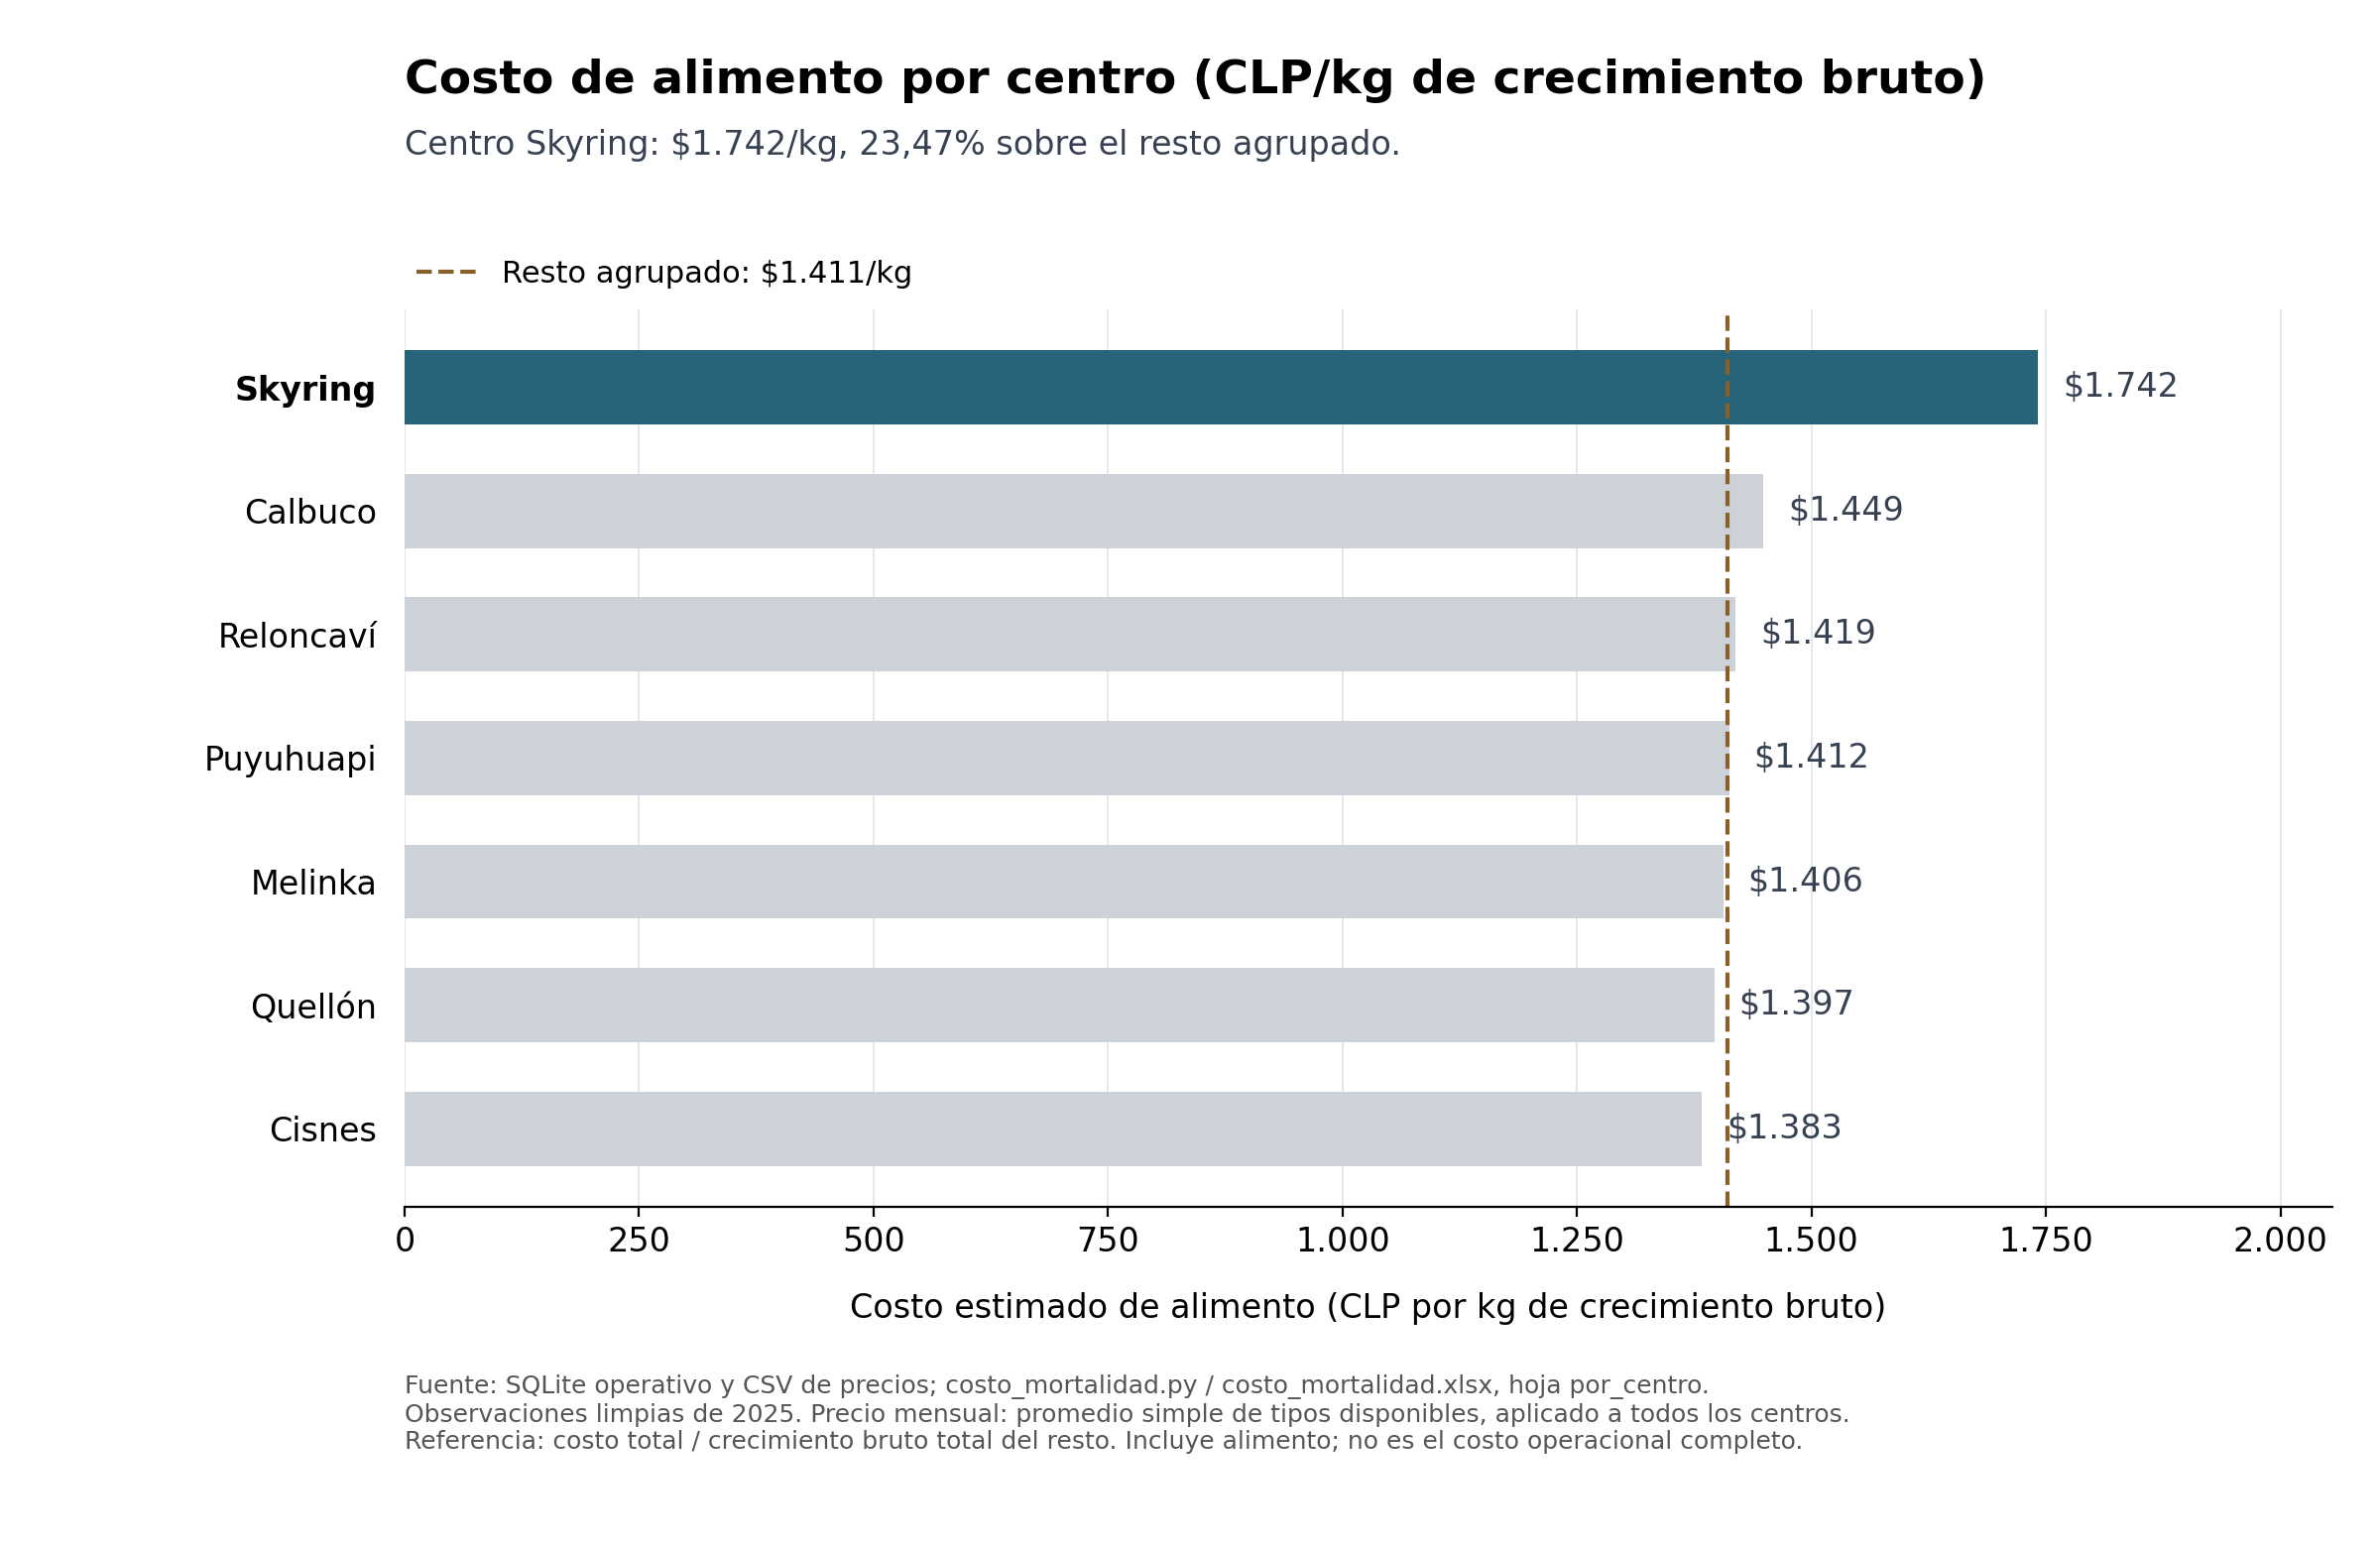 Costo de alimento por centro (CLP/kg de crecimiento bruto)
Centro Skyring: $1.742/kg, 23,47% sobre el resto agrupado.
Resto agrupado: $1.411/kg
Skyring $1.742
Calbuco $1.449
Reloncaví $1.419
Puyuhuapi $1.412
Melinka $1.406
Quellón $1.397
Cisnes $1.383
0 250 500 750 1.000 1.250 1.500 1.750 2.000
Costo estimado de alimento (CLP por kg de crecimiento bruto)
Fuente: SQLite operativo y CSV de precios; costo_mortalidad.py / costo_mortalidad.xlsx, hoja por_centro.
Observaciones limpias de 2025. Precio mensual: promedio simple de tipos disponibles, aplicado a todos los centros.
Referencia: costo total / crecimiento bruto total del resto. Incluye alimento; no es el costo operacional completo.